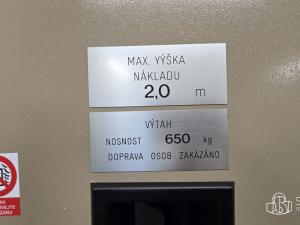 MAX. VÝŠKA
NÁKLADU
2,0 m
VÝTAH
NOSNOST 650 kg
DOPRAVA OSOB ZAKÁZÁNO